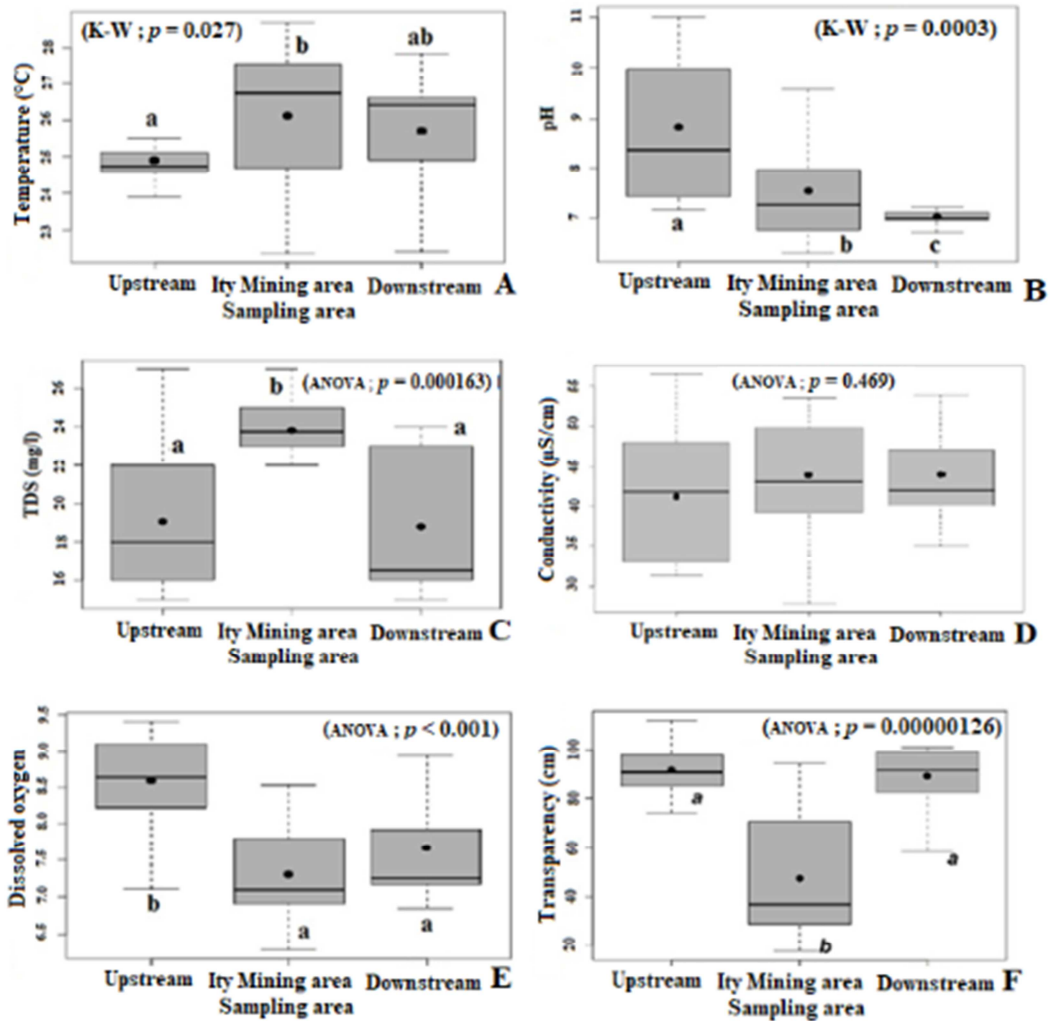 (K-W ; p = 0.027)
Temperature (°C)
28
27
26
25
24
23
a
b
ab
Upstream Ity Mining area Downstream A
Sampling area
(K-W ; p = 0.0003)
pH
11
10
9
8
7
a
b
c
Upstream Ity Mining area Downstream B
Sampling area
(ANOVA ; p = 0.000163)
TDS (mg/l)
26
24
22
20
18
16
a
b
a
Upstream Ity Mining area Downstream C
Sampling area
(ANOVA ; p = 0.469)
Conductivity (µS/cm)
55
50
45
40
35
30
Upstream Ity Mining area Downstream D
Sampling area
(ANOVA ; p < 0.001)
Dissolved oxygen
9.5
9.0
8.5
8.0
7.5
7.0
6.5
b
a
a
Upstream Ity Mining area Downstream E
Sampling area
(ANOVA ; p = 0.00000126)
Transparency (cm)
100
80
60
40
20
a
b
a
Upstream Ity Mining area Downstream F
Sampling area